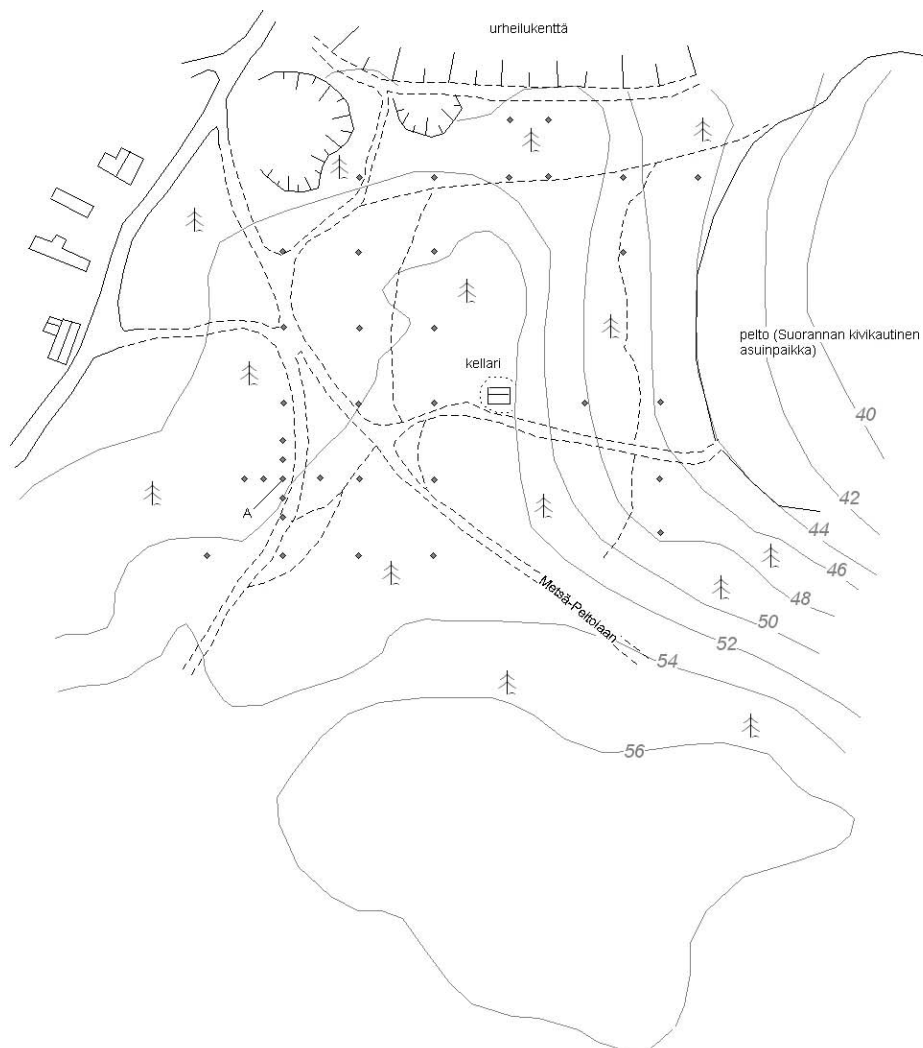 urheilukenttä
pelto (Suorannan kivikautinen
asuinpaikka)
kellari
40
42
A
44
46
48
Metsä-Peltolaan
50
52
54
56